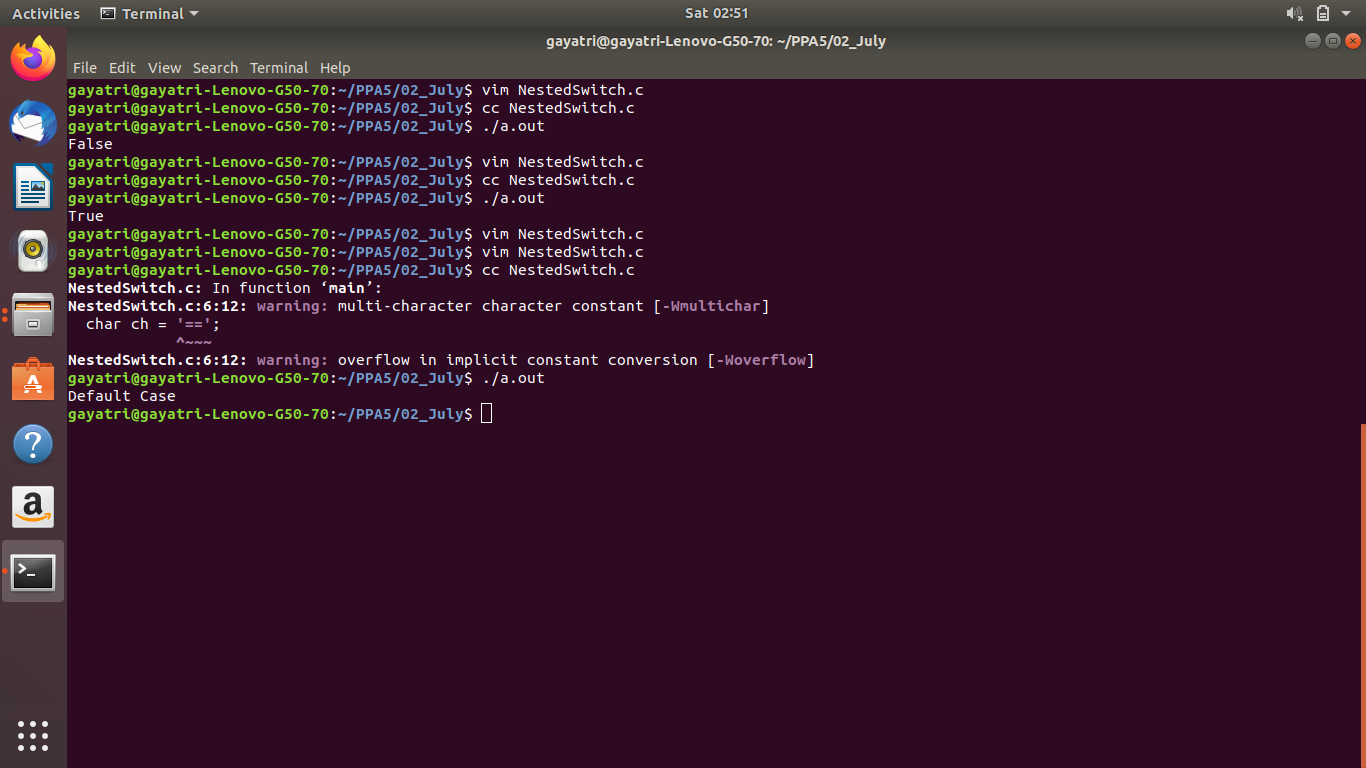 Activities Terminal Sat 02:51
gayatri@gayatri-Lenovo-G50-70: ~/PPA5/02_July
File Edit View Search Terminal Help
gayatri@gayatri-Lenovo-G50-70:~/PPA5/02_July$ vim NestedSwitch.c
gayatri@gayatri-Lenovo-G50-70:~/PPA5/02_July$ cc NestedSwitch.c
gayatri@gayatri-Lenovo-G50-70:~/PPA5/02_July$ ./a.out
False
gayatri@gayatri-Lenovo-G50-70:~/PPA5/02_July$ vim NestedSwitch.c
gayatri@gayatri-Lenovo-G50-70:~/PPA5/02_July$ cc NestedSwitch.c
gayatri@gayatri-Lenovo-G50-70:~/PPA5/02_July$ ./a.out
True
gayatri@gayatri-Lenovo-G50-70:~/PPA5/02_July$ vim NestedSwitch.c
gayatri@gayatri-Lenovo-G50-70:~/PPA5/02_July$ vim NestedSwitch.c
gayatri@gayatri-Lenovo-G50-70:~/PPA5/02_July$ cc NestedSwitch.c
NestedSwitch.c: In function ‘main’:
NestedSwitch.c:6:12: warning: multi-character character constant [-Wmultichar]
  char ch = '==';
            ^~~~
NestedSwitch.c:6:12: warning: overflow in implicit constant conversion [-Woverflow]
gayatri@gayatri-Lenovo-G50-70:~/PPA5/02_July$ ./a.out
Default Case
gayatri@gayatri-Lenovo-G50-70:~/PPA5/02_July$